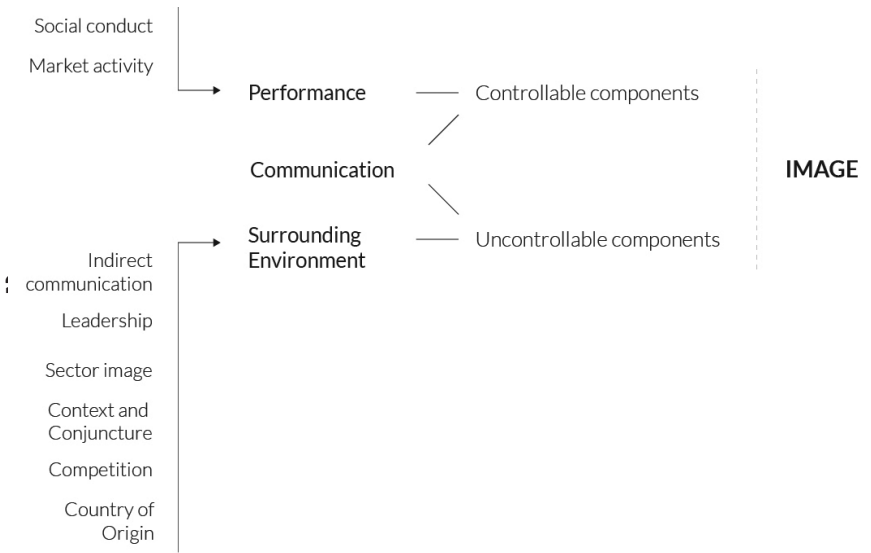 Social conduct
Market activity
Performance
Controllable components
Communication
IMAGE
Surrounding
Environment
Uncontrollable components
Indirect
communication
Leadership
Sector image
Context and
Conjuncture
Competition
Country of
Origin